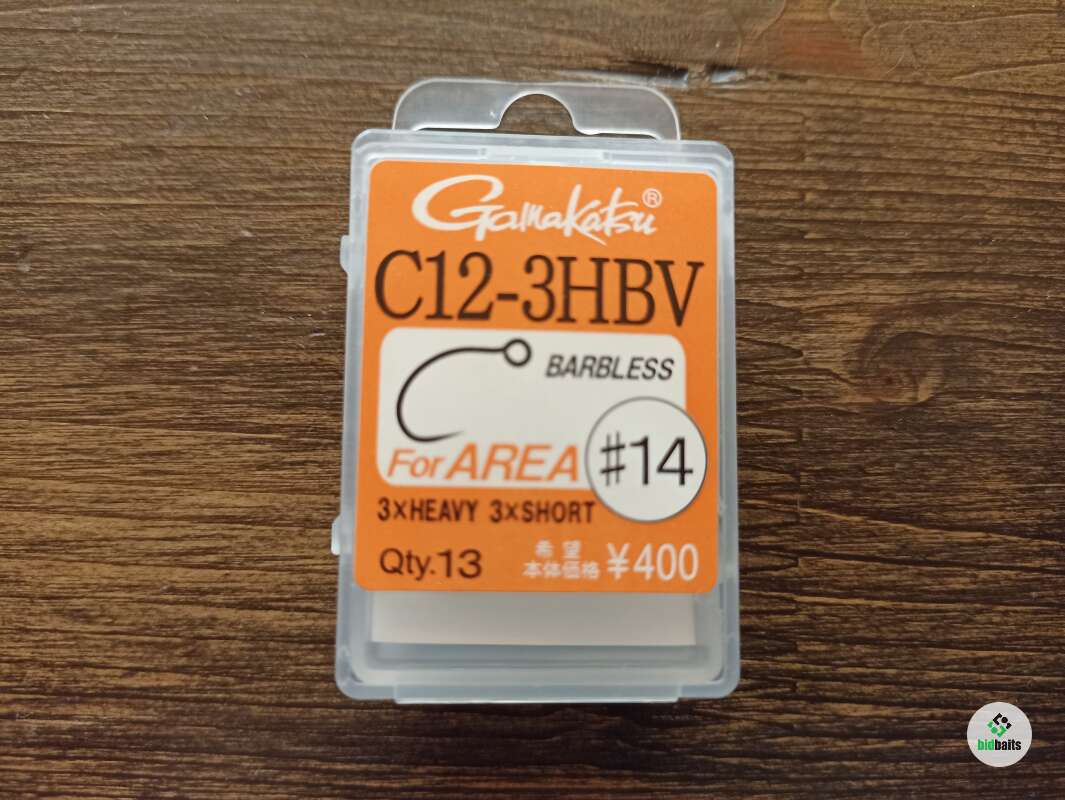 Gamakatsu®
C12-3HBV
BARBLESS
For AREA
#14
3×HEAVY 3×SHORT
Qty.13
希望
本体価格 ¥400
bidbaits